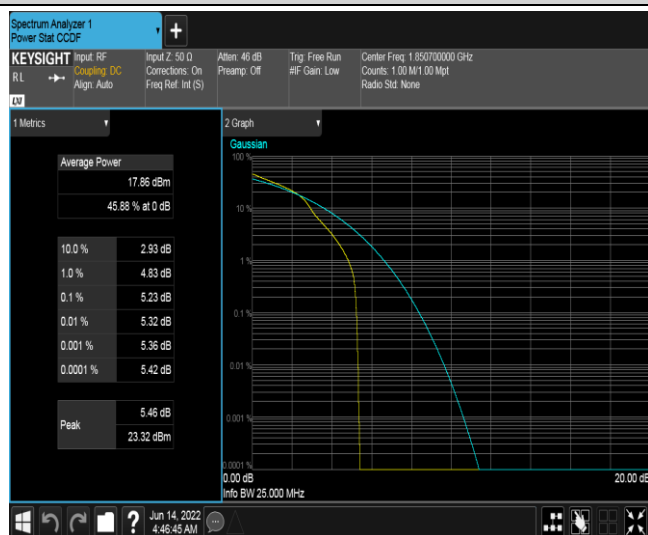 Spectrum Analyzer 1
Power Stat CCDF
+
KEYSIGHT
RL
LXI
Input: RF
Coupling: DC
Align: Auto
Input Z: 50 Ω
Corrections: On
Freq Ref: Int (S)
Atten: 46 dB
Preamp: Off
Trig: Free Run
#IF Gain: Low
Center Freq: 1.850700000 GHz
Counts: 1.00 M/1.00 Mpt
Radio Std: None
1 Metrics
Average Power
17.86 dBm
45.88 % at 0 dB
10.0 % 2.93 dB
1.0 % 4.83 dB
0.1 % 5.23 dB
0.01 % 5.32 dB
0.001 % 5.36 dB
0.0001 % 5.42 dB
Peak
5.46 dB
23.32 dBm
2 Graph
Gaussian
100 %
10 %
1 %
0.1 %
0.01 %
0.001 %
0.0001 %
0.00 dB 20.00 dB
Info BW 25.000 MHz
?
Jun 14, 2022
4:46:45 AM